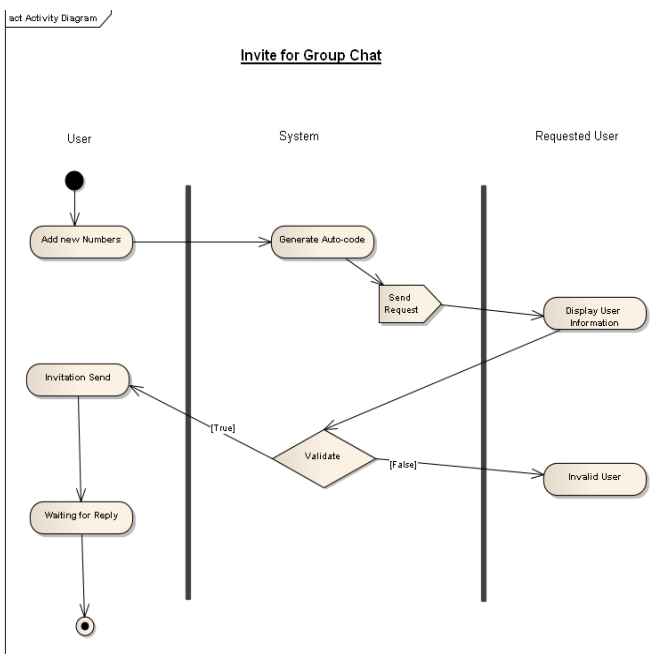 act Activity Diagram
Invite for Group Chat
User
System
Requested User
Add new Numbers
Generate Auto-code
Send
Request
Display User
Information
Invitation Send
[True]
Validate
[False]
Invalid User
Waiting for Reply